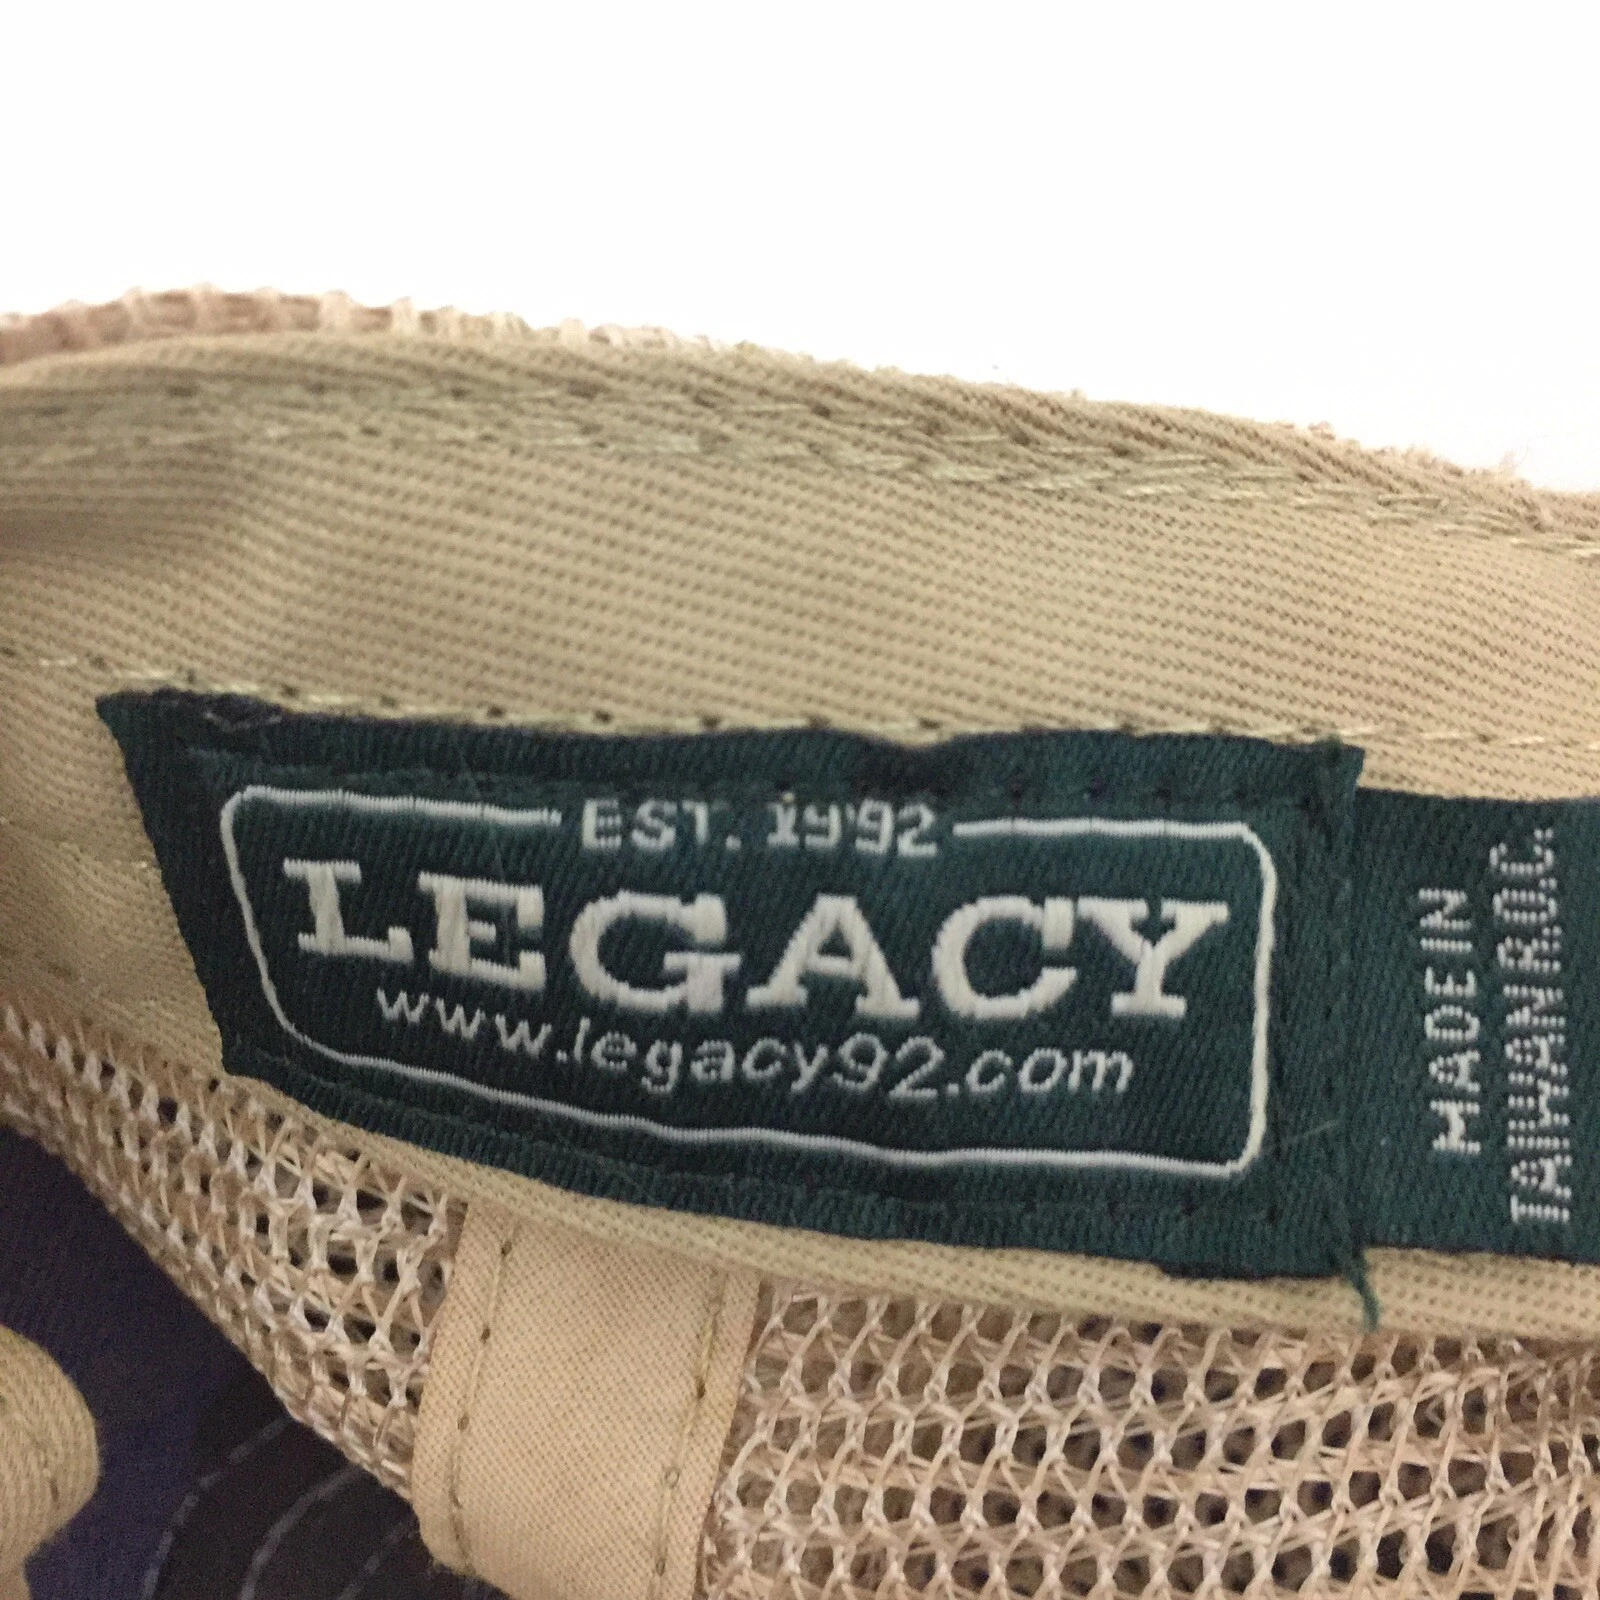 EST. 1992
LEGACY
www.legacy92.com
MADE IN
TAIWAN R.O.C.